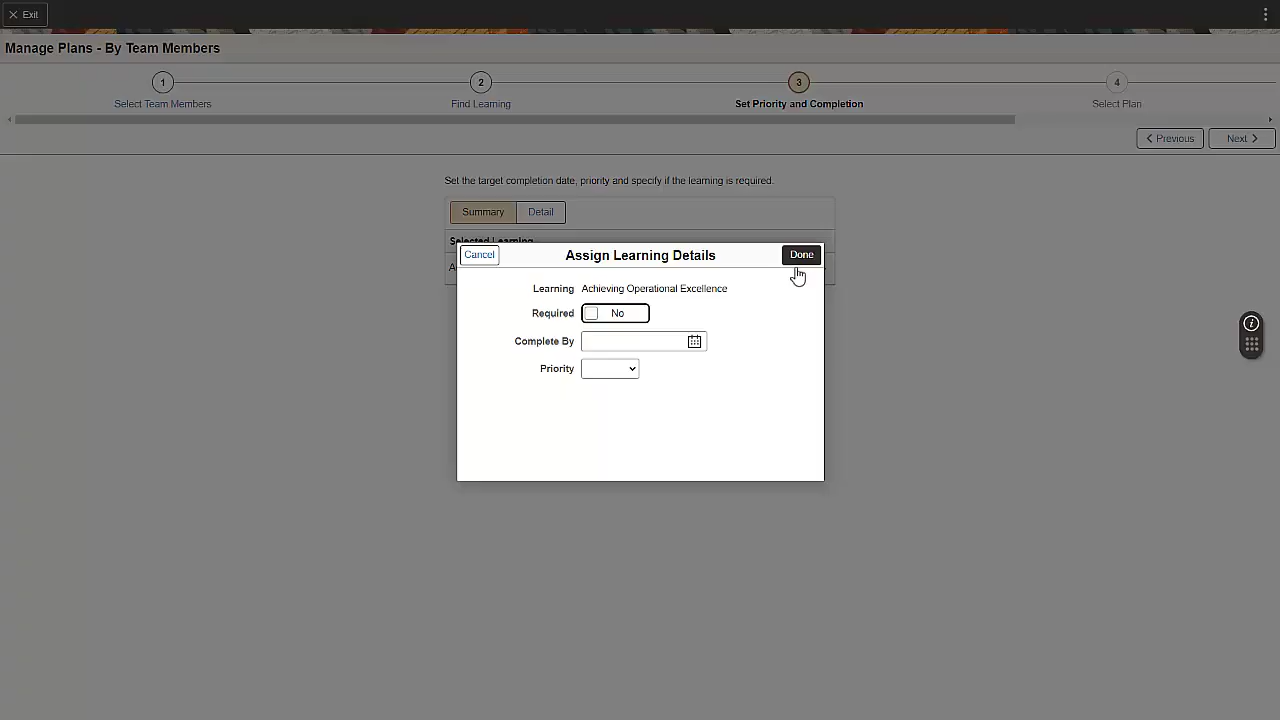 Exit
Manage Plans - By Team Members
1 2 3 4
Select Team Members Find Learning Set Priority and Completion Select Plan
Previous Next
Set the target completion date, priority and specify if the learning is required.
Summary Detail
Selected Learning
Cancel Assign Learning Details Done
Learning Achieving Operational Excellence
Required No
Complete By
Priority